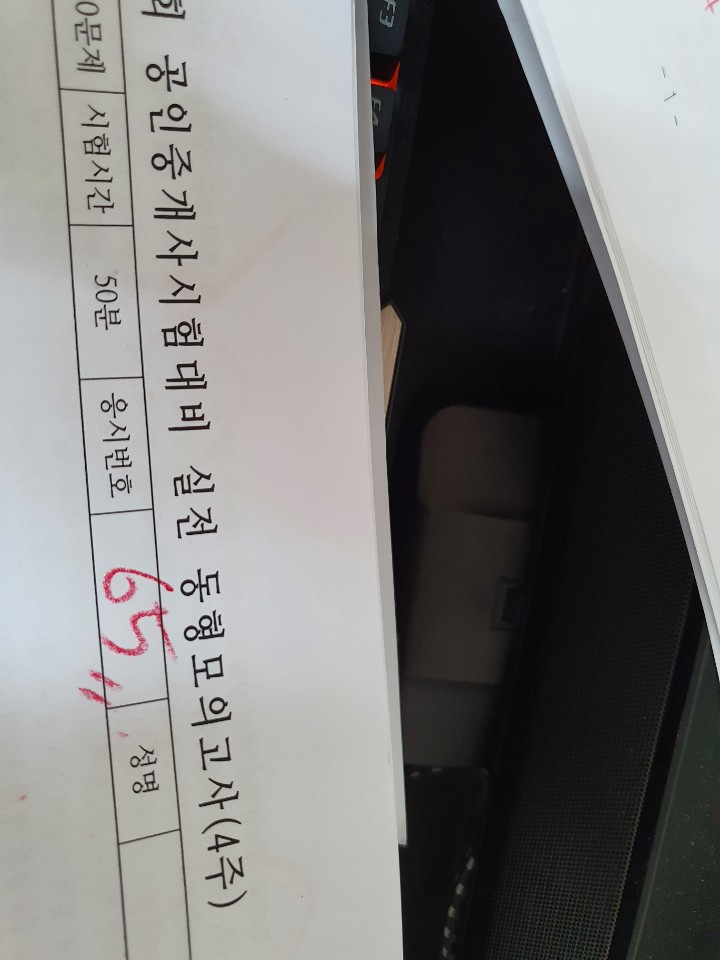 회 공인중개사시험대비 실전 동형모의고사(4주)
0문제 시험시간 50분 응시번호 65,, 성명
- 1 -
F3